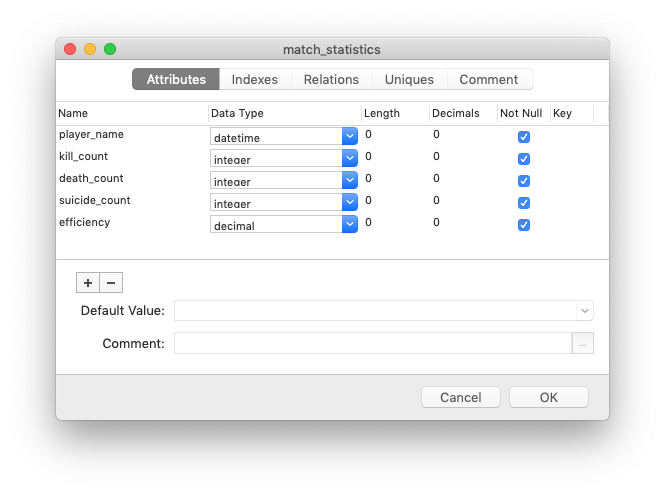 match_statistics
Attributes Indexes Relations Uniques Comment
Name Data Type Length Decimals Not Null Key
player_name datetime 0 0
kill_count integer 0 0
death_count integer 0 0
suicide_count integer 0 0
efficiency decimal 0 0
+ −
Default Value:
Comment: ...
Cancel OK